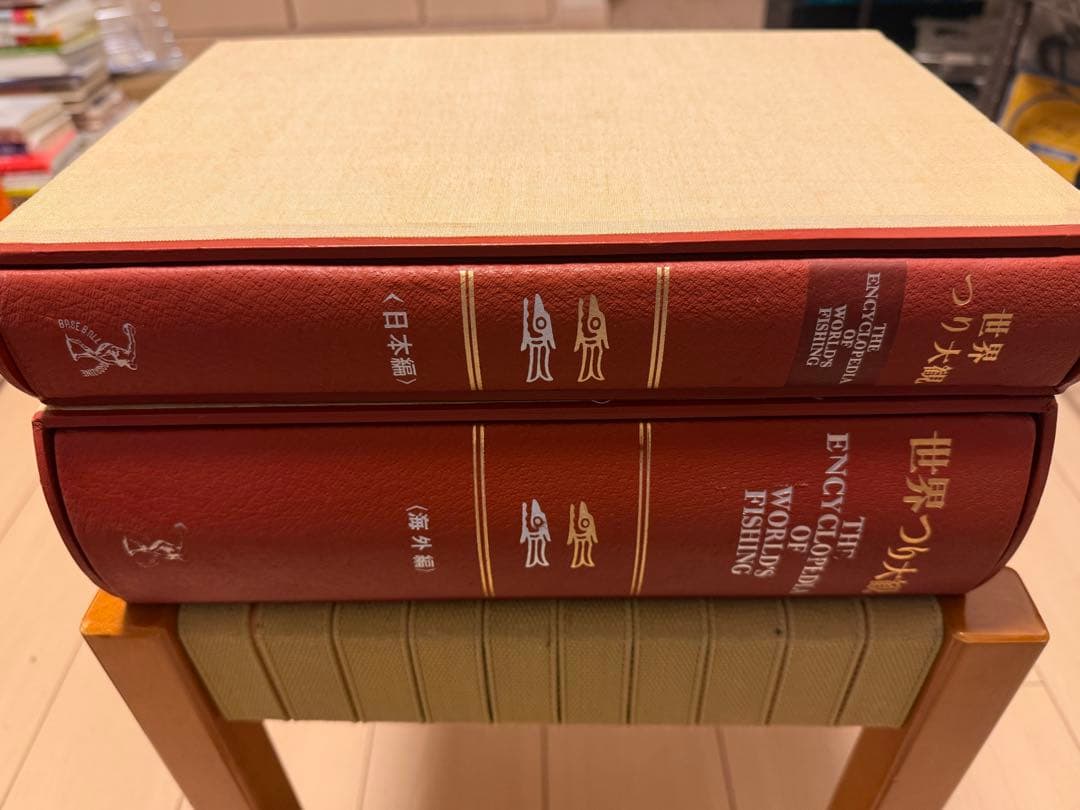 世界
つり大観
THE
ENCYCLOPEDIA
OF
WORLD'S
FISHING
〈日本編〉
BASEBALL
世界つり大観
THE
ENCYCLOPEDIA
OF
WORLD'S
FISHING
〈海外編〉